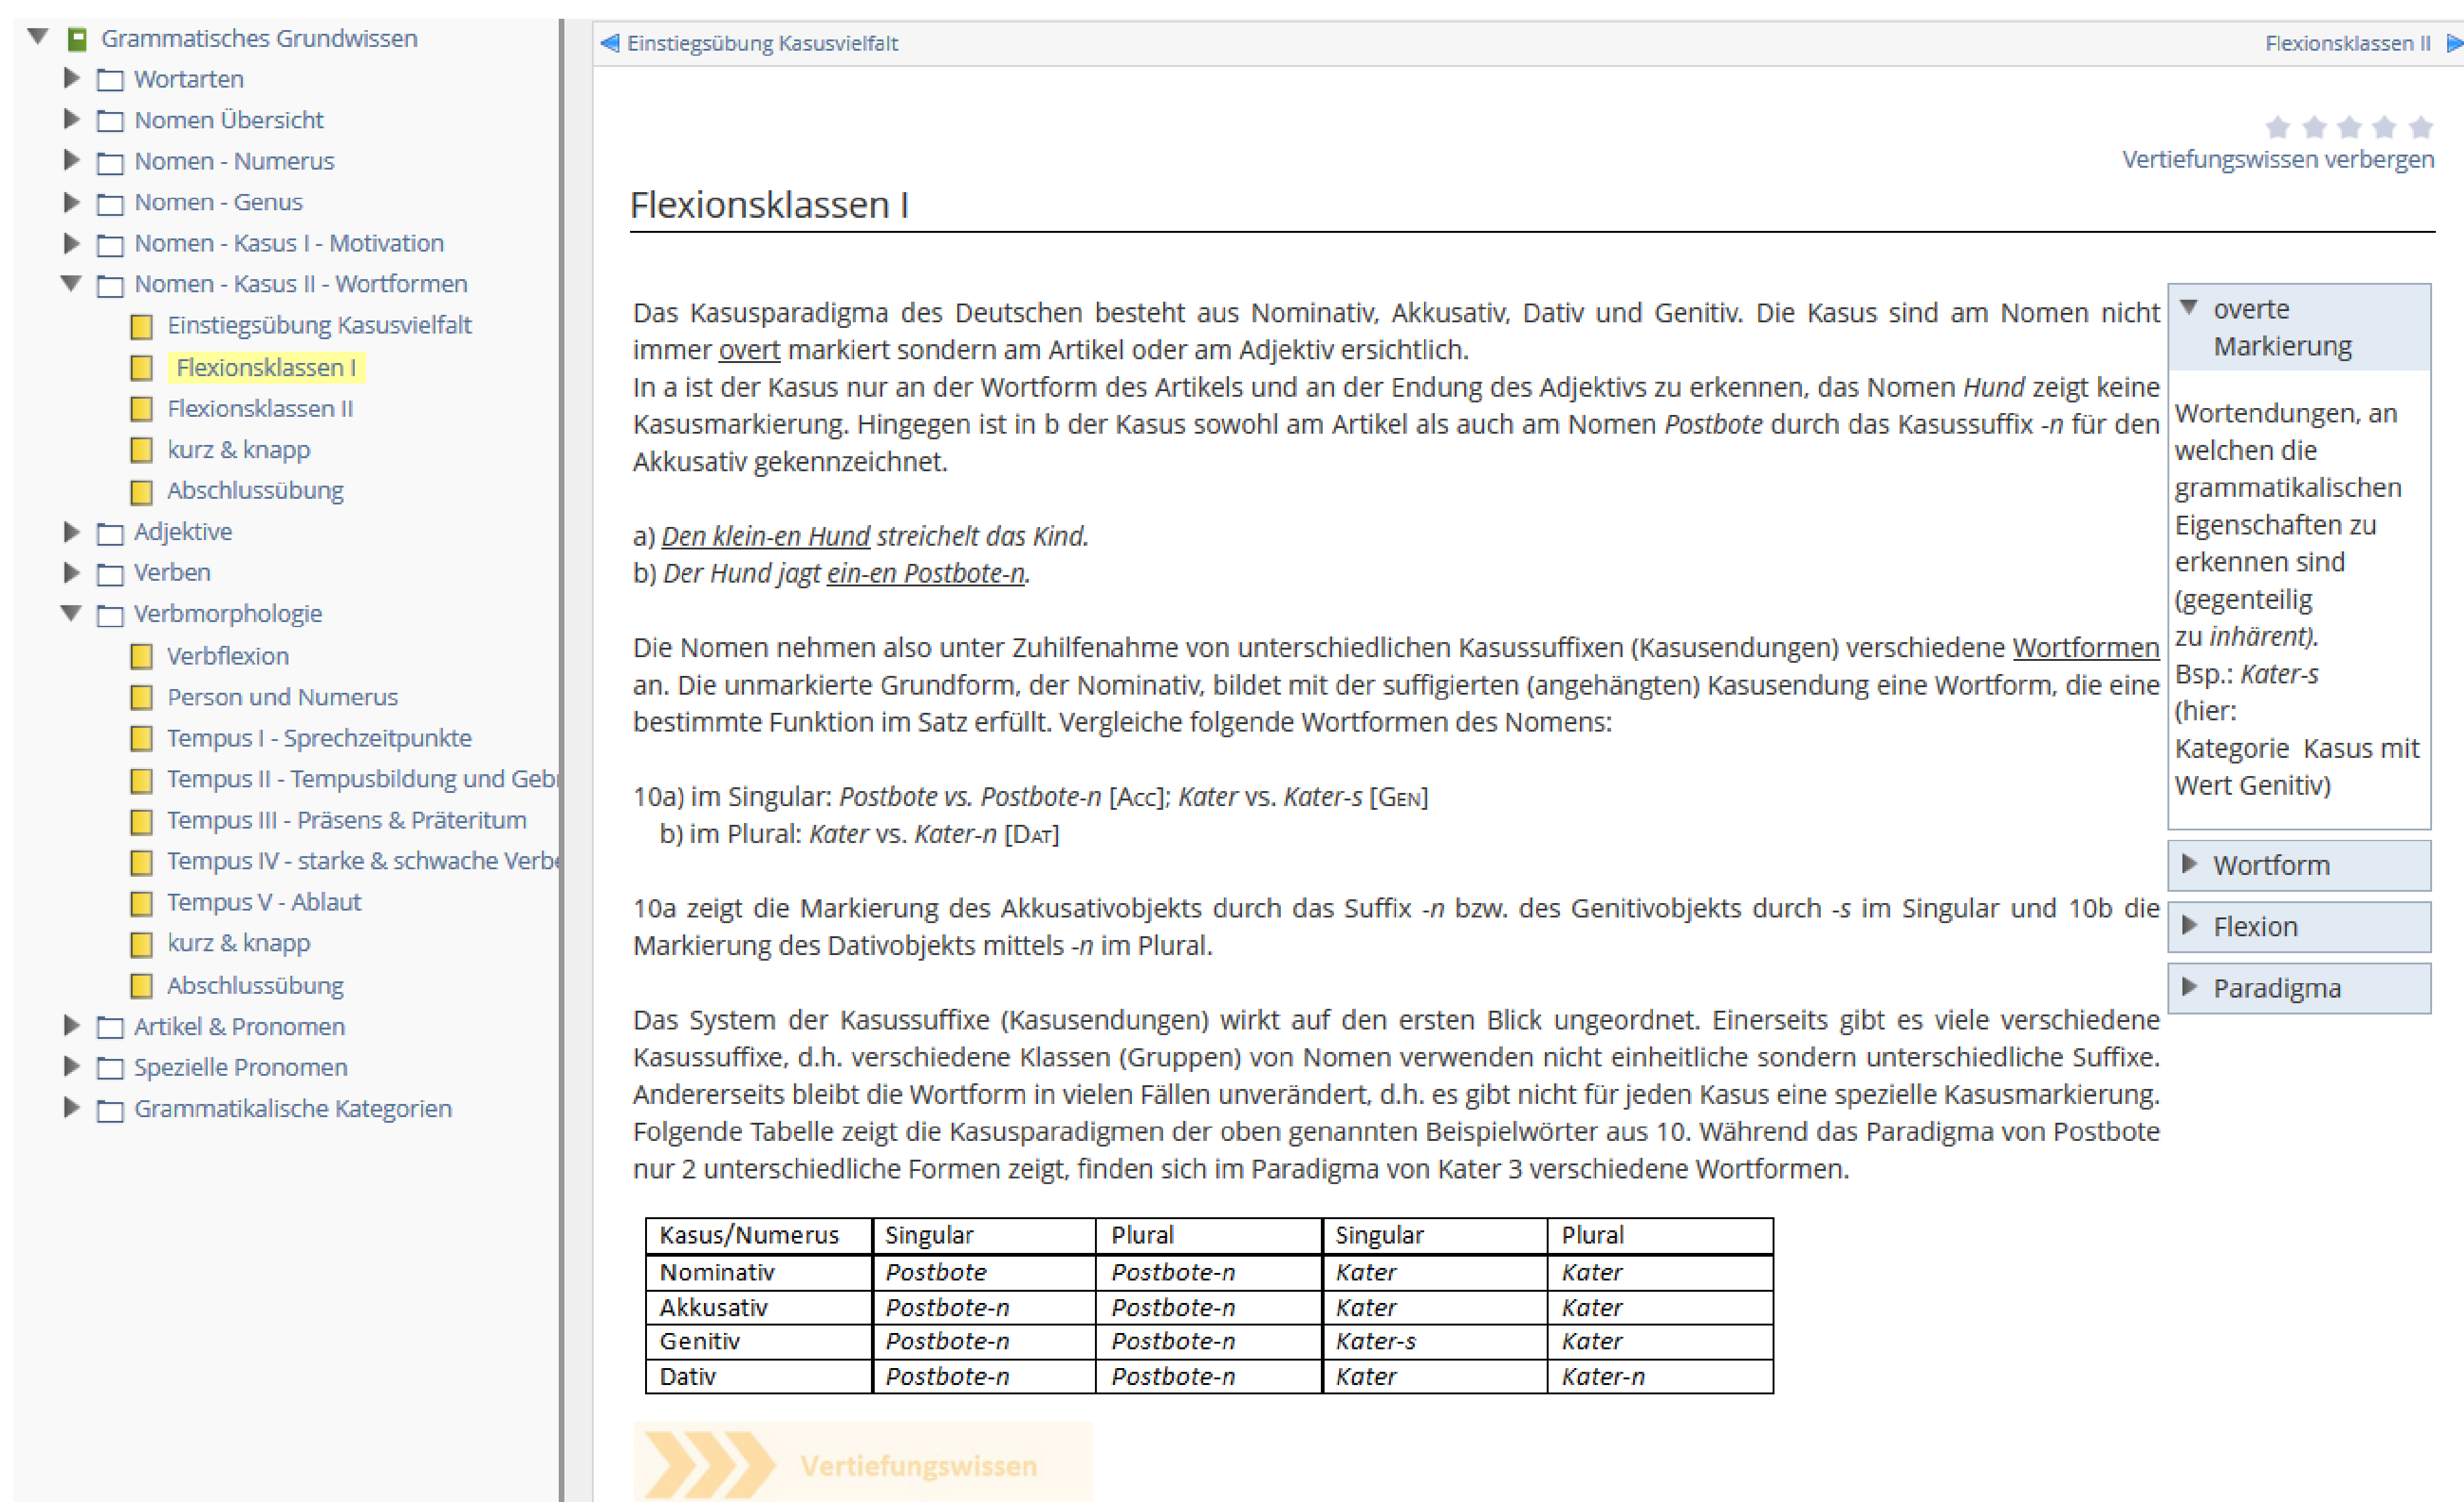 Grammatisches Grundwissen
Wortarten
Nomen Übersicht
Nomen - Numerus
Nomen - Genus
Nomen - Kasus I - Motivation
Nomen - Kasus II - Wortformen
Einstiegsübung Kasusvielfalt
Flexionsklassen I
Flexionsklassen II
kurz & knapp
Abschlussübung
Adjektive
Verben
Verbmorphologie
Verbflexion
Person und Numerus
Tempus I - Sprechzeitpunkte
Tempus II - Tempusbildung und Geb
Tempus III - Präsens & Präteritum
Tempus IV - starke & schwache Verb
Tempus V - Ablaut
kurz & knapp
Abschlussübung
Artikel & Pronomen
Spezielle Pronomen
Grammatikalische Kategorien
Einstiegsübung Kasusvielfalt
Flexionsklassen II
Vertiefungswissen verbergen
Flexionsklassen I
Das Kasusparadigma des Deutschen besteht aus Nominativ, Akkusativ, Dativ und Genitiv. Die Kasus sind am Nomen nicht
immer overt markiert sondern am Artikel oder am Adjektiv ersichtlich.
In a ist der Kasus nur an der Wortform des Artikels und an der Endung des Adjektivs zu erkennen, das Nomen Hund zeigt keine
Kasusmarkierung. Hingegen ist in b der Kasus sowohl am Artikel als auch am Nomen Postbote durch das Kasussuffix -n für den
Akkusativ gekennzeichnet.
a) Den klein-en Hund streichelt das Kind.
b) Der Hund jagt ein-en Postbote-n.
Die Nomen nehmen also unter Zuhilfenahme von unterschiedlichen Kasussuffixen (Kasusendungen) verschiedene Wortformen
an. Die unmarkierte Grundform, der Nominativ, bildet mit der suffigierten (angehängten) Kasusendung eine Wortform, die eine
bestimmte Funktion im Satz erfüllt. Vergleiche folgende Wortformen des Nomens:
10a) im Singular: Postbote vs. Postbote-n [Acc]; Kater vs. Kater-s [Gen]
b) im Plural: Kater vs. Kater-n [Dat]
10a zeigt die Markierung des Akkusativobjekts durch das Suffix -n bzw. des Genitivobjekts durch -s im Singular und 10b die
Markierung des Dativobjekts mittels -n im Plural.
Das System der Kasussuffixe (Kasusendungen) wirkt auf den ersten Blick ungeordnet. Einerseits gibt es viele verschiedene
Kasussuffixe, d.h. verschiedene Klassen (Gruppen) von Nomen verwenden nicht einheitliche sondern unterschiedliche Suffixe.
Andererseits bleibt die Wortform in vielen Fällen unverändert, d.h. es gibt nicht für jeden Kasus eine spezielle Kasusmarkierung.
Folgende Tabelle zeigt die Kasusparadigmen der oben genannten Beispielwörter aus 10. Während das Paradigma von Postbote
nur 2 unterschiedliche Formen zeigt, finden sich im Paradigma von Kater 3 verschiedene Wortformen.
Kasus/Numerus Singular Plural Singular Plural
Nominativ Postbote Postbote-n Kater Kater
Akkusativ Postbote-n Postbote-n Kater Kater
Genitiv Postbote-n Postbote-n Kater-s Kater
Dativ Postbote-n Postbote-n Kater Kater-n
Vertiefungswissen
overte
Markierung
Wortendungen, an
welchen die
grammatikalischen
Eigenschaften zu
erkennen sind
(gegenteilig
zu inhärent).
Bsp.: Kater-s
(hier:
Kategorie Kasus mit
Wert Genitiv)
Wortform
Flexion
Paradigma